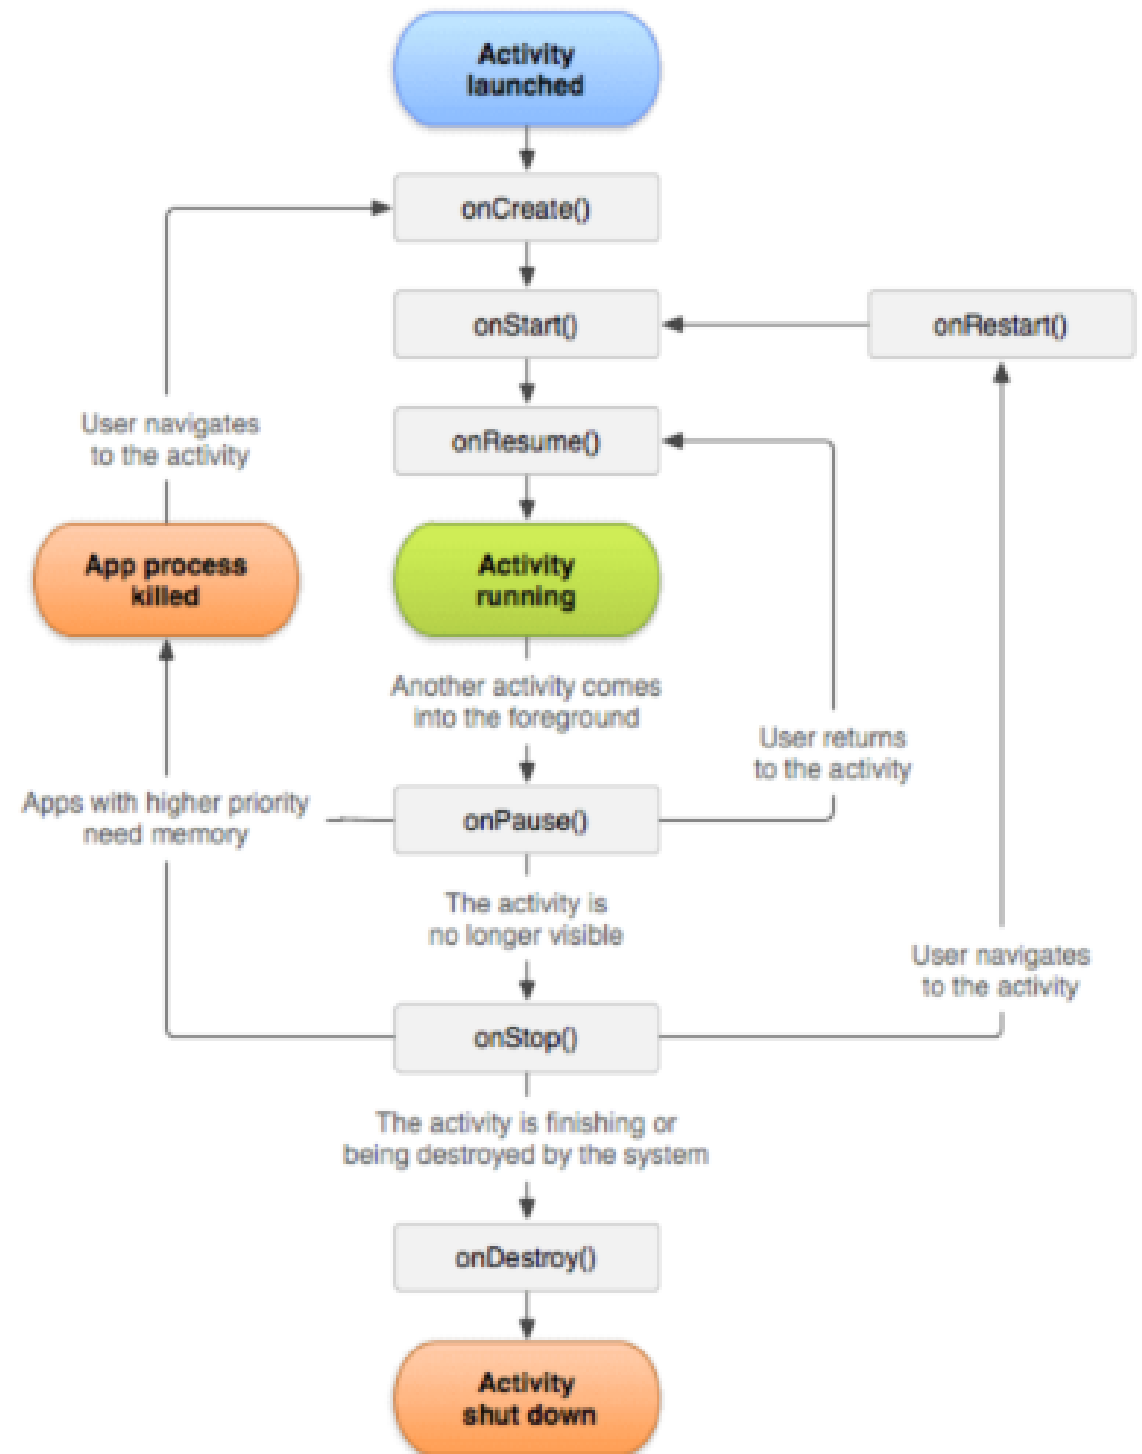 Activity
launched
onCreate()
onStart()
onRestart()
onResume()
User navigates
to the activity
App process
killed
Activity
running
Another activity comes
into the foreground
User returns
to the activity
Apps with higher priority
need memory
onPause()
The activity is
no longer visible
User navigates
to the activity
onStop()
The activity is finishing or
being destroyed by the system
onDestroy()
Activity
shut down